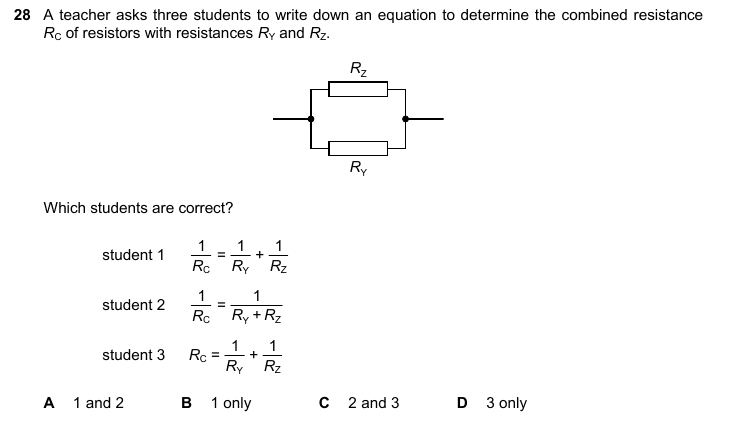 28 A teacher asks three students to write down an equation to determine the combined resistance
R_C of resistors with resistances R_Y and R_Z.
R_Z
R_Y
Which students are correct?
student 1 1/R_C = 1/R_Y + 1/R_Z
student 2 1/R_C = 1/(R_Y + R_Z)
student 3 R_C = 1/R_Y + 1/R_Z
A 1 and 2 B 1 only C 2 and 3 D 3 only